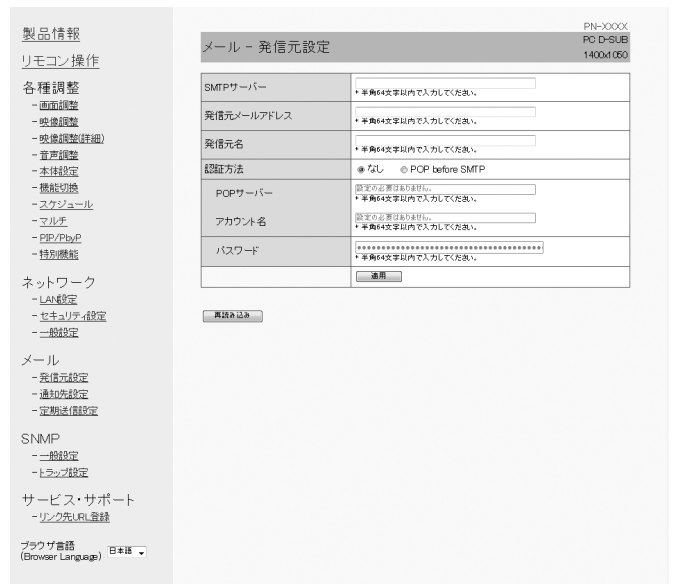 製品情報
リモコン操作
各種調整
－画面調整
－映像調整
－映像調整(詳細)
－音声調整
－本体設定
－機能切換
－スケジュール
－マルチ
－PIP/PbyP
－特別機能
ネットワーク
－LAN設定
－セキュリティ設定
－一般設定
メール
－発信元設定
－通知先設定
－定期送信設定
SNMP
－一般設定
－トラップ設定
サービス・サポート
－リンク先URL登録
ブラウザ言語
(Browser Language) 日本語
PN-XXXX
メール － 発信元設定
PC D-SUB
1400x1050
SMTPサーバー
* 半角64文字以内で入力してください。
発信元メールアドレス
* 半角64文字以内で入力してください。
発信元名
* 半角64文字以内で入力してください。
認証方法 なし POP before SMTP
POPサーバー 設定の必要はありません。
* 半角64文字以内で入力してください。
アカウント名 設定の必要はありません。
* 半角64文字以内で入力してください。
パスワード
* 半角64文字以内で入力してください。
適用
再読み込み